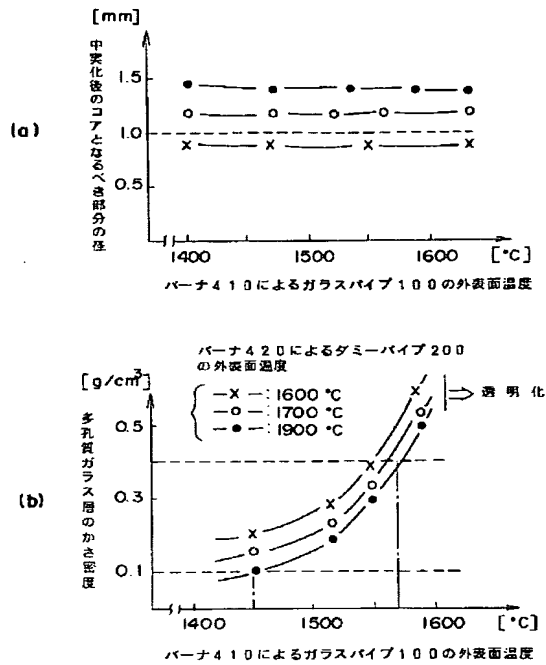 (a)
[mm]
中実化後のコアとなるべき部分の径
1.5
1.0
0.5
1400
1500
1600
[°C]
バーナ410によるガラスパイプ100の外表面温度
(b)
[g/cm³]
多孔質ガラス層のかさ密度
バーナ420によるダミーパイプ200
の外表面温度
—x— :1600°C
—o— :1700°C
—●— :1900°C
⇒ 透明化
0.5
0.3
0.1
1400
1500
1600
[°C]
バーナ410によるガラスパイプ100の外表面温度